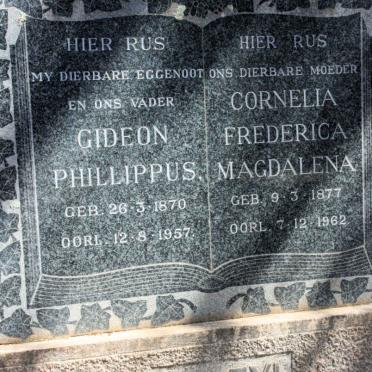 HIER RUS
MY DIERBARE EGGENOOT
EN ONS VADER
GIDEON
PHILLIPPUS.
GEB. 26·3·1870
OORL. 12·8·1957.
HIER RUS
ONS DIERBARE MOEDER
CORNELIA
FREDERICA
MAGDALENA
GEB. 9·3·1877
OORL. 7·12·1962